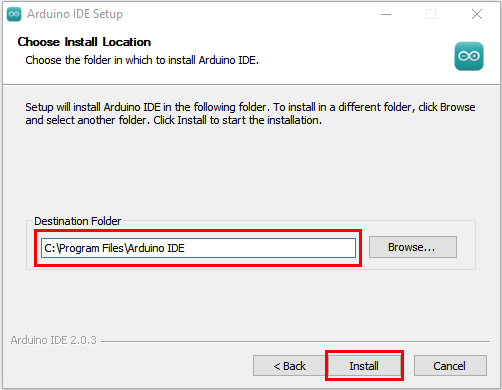 Arduino IDE Setup
Choose Install Location
Choose the folder in which to install Arduino IDE.
Setup will install Arduino IDE in the following folder. To install in a different folder, click Browse
and select another folder. Click Install to start the installation.
Destination Folder
C:\Program Files\Arduino IDE
Browse...
Arduino IDE 2.0.3
< Back
Install
Cancel